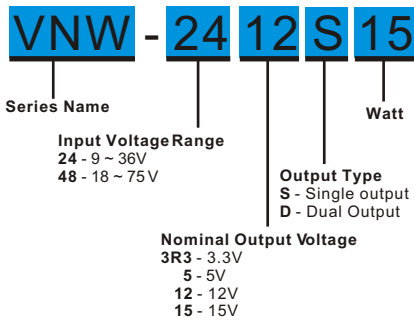 VNW - 24 12 S 15
Series Name
Watt
Input Voltage Range
24 - 9 ~ 36V
48 - 18 ~ 75 V
Output Type
S - Single output
D - Dual Output
Nominal Output Voltage
3R3 - 3.3V
5 - 5V
12 - 12V
15 - 15V